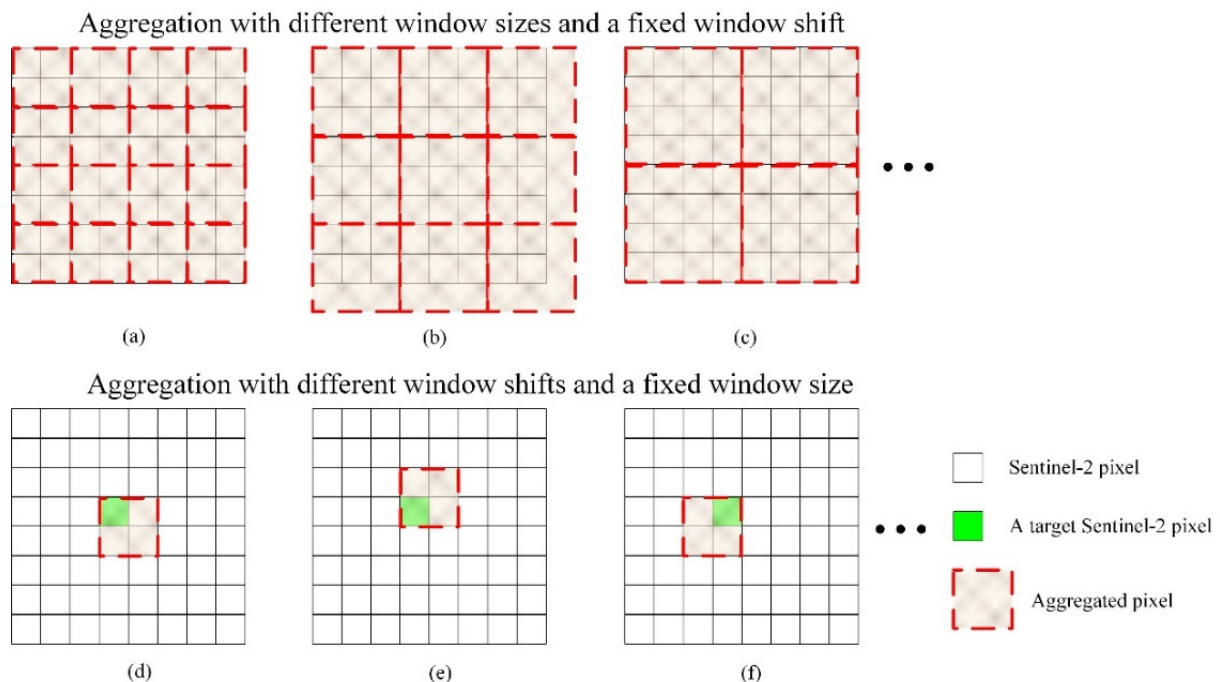 Aggregation with different window sizes and a fixed window shift
(a)
(b)
(c)
Aggregation with different window shifts and a fixed window size
Sentinel-2 pixel
A target Sentinel-2 pixel
Aggregated pixel
(d)
(e)
(f)